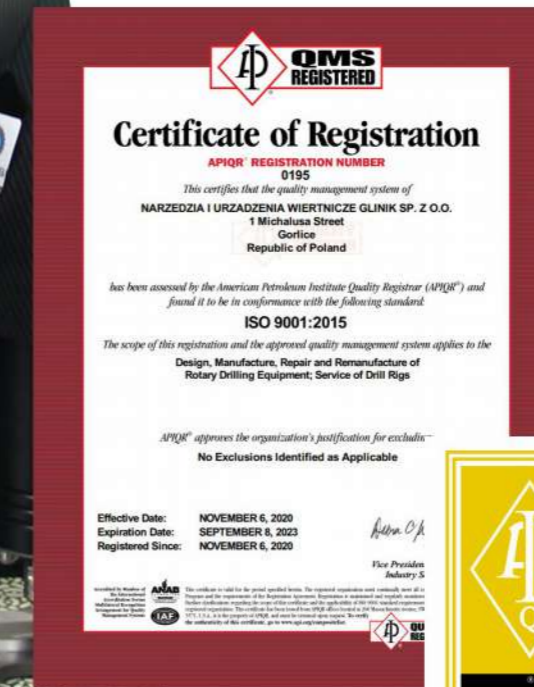 QMS
REGISTERED
Certificate of Registration
APIQR® REGISTRATION NUMBER
0195
This certifies that the quality management system of
NARZEDZIA I URZADZENIA WIERTNICZE GLINIK SP. Z O.O.
1 Michalusa Street
Gorlice
Republic of Poland
has been assessed by the American Petroleum Institute Quality Registrar (APIQR®) and
found it to be in conformance with the following standard:
ISO 9001:2015
The scope of this registration and the approved quality management system applies to the
Design, Manufacture, Repair and Remanufacture of
Rotary Drilling Equipment; Service of Drill Rigs
APIQR® approves the organization's justification for excludin
No Exclusions Identified as Applicable
Effective Date: NOVEMBER 6, 2020
Expiration Date: SEPTEMBER 8, 2023
Registered Since: NOVEMBER 6, 2020
Vice Presiden
Industry S
ANAB
IAF